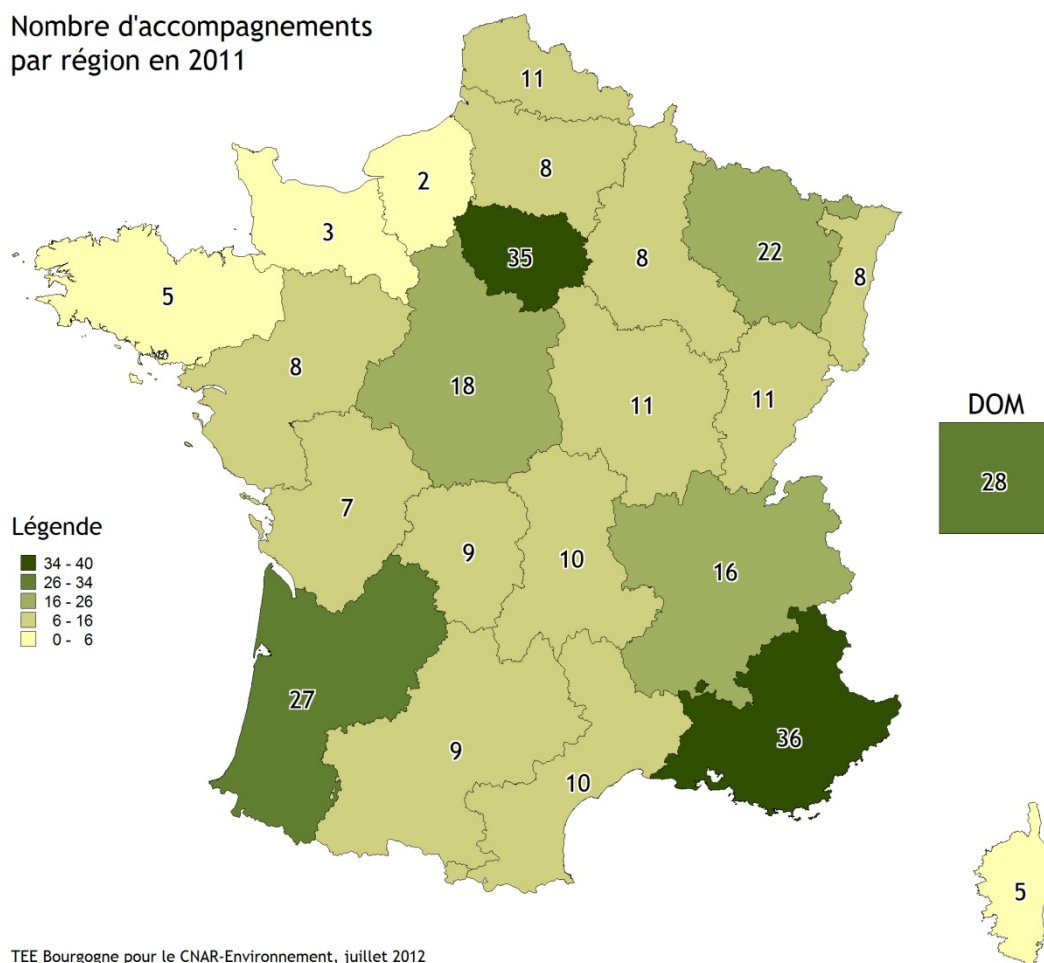 Nombre d'accompagnements
par région en 2011
11
2
8
3
35
8
22
8
5
8
18
11
11
DOM
28
7
9
10
16
Légende
34 - 40
26 - 34
16 - 26
6 - 16
0 - 6
27
9
10
36
5
TEE Bourgogne pour le CNAR-Environnement, juillet 2012